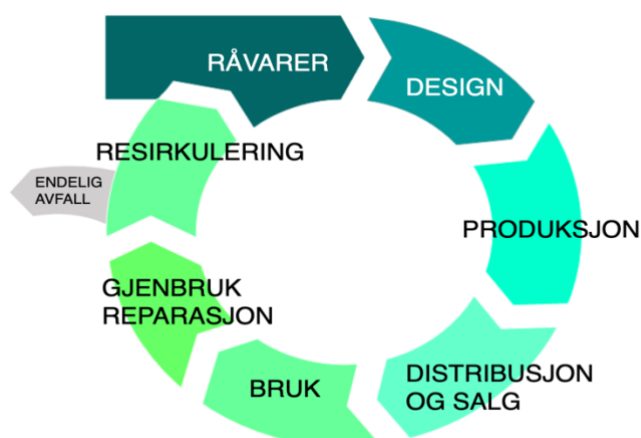 RÅVARER
DESIGN
PRODUKSJON
DISTRIBUSJON
OG SALG
BRUK
GJENBRUK
REPARASJON
RESIRKULERING
ENDELIG
AVFALL